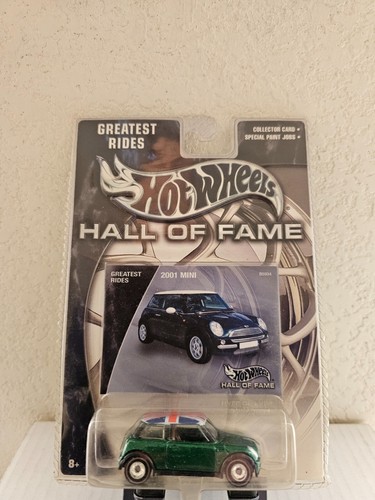 GREATEST
RIDES
COLLECTOR CARD
SPECIAL PAINT JOBS
Hot Wheels
HALL OF FAME
GREATEST
RIDES
2001 MINI
Hot Wheels
HALL OF FAME
8+